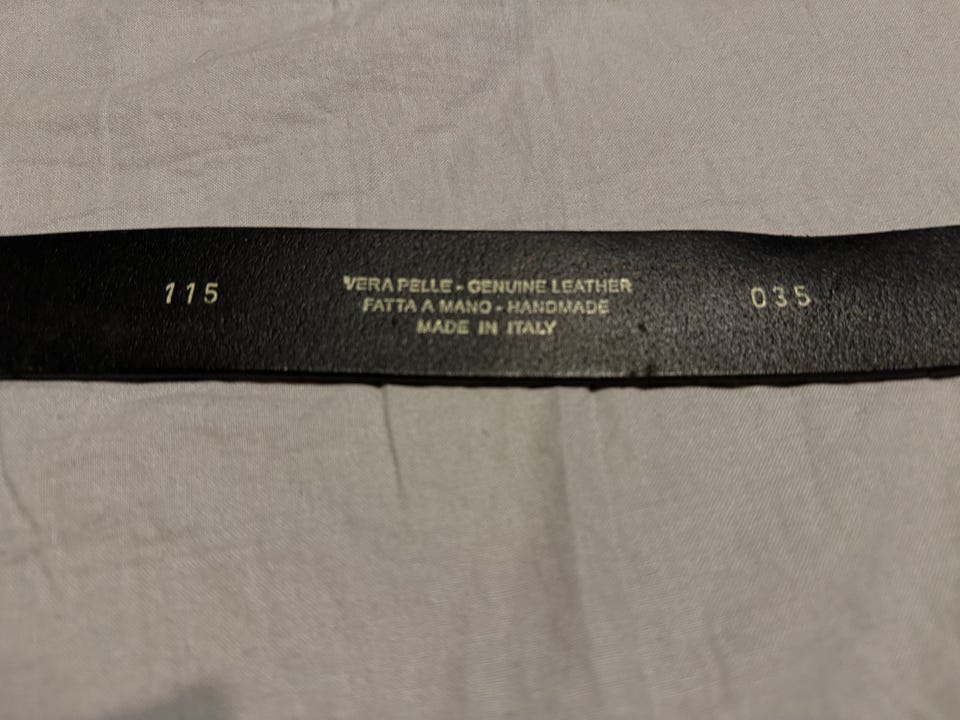 115
VERA PELLE - GENUINE LEATHER
FATTA A MANO - HANDMADE
MADE IN ITALY
035